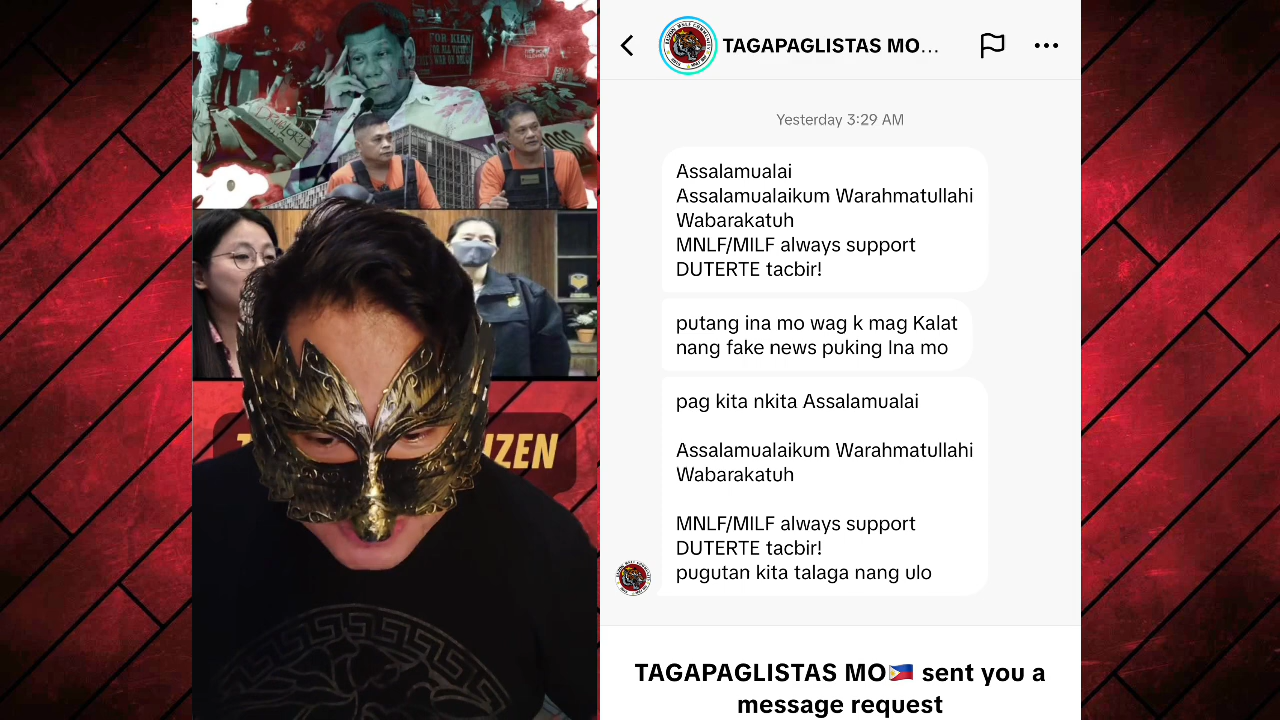 FOR KIAN
TAGAPAGLISTAS MO...
Yesterday 3:29 AM
Assalamualai
Assalamualaikum Warahmatullahi
Wabarakatuh
MNLF/MILF always support
DUTERTE tacbir!
putang ina mo wag k mag Kalat
nang fake news puking Ina mo
pag kita nkita Assalamualai
Assalamualaikum Warahmatullahi
Wabarakatuh
MNLF/MILF always support
DUTERTE tacbir!
pugutan kita talaga nang ulo
TAGAPAGLISTAS MO🇵🇭 sent you a
message request